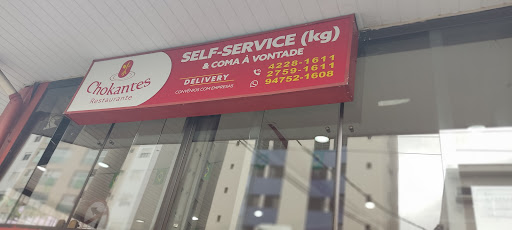 Chokantes
Restaurante
SELF-SERVICE (kg)
& COMA À VONTADE
DELIVERY
CONVÊNIOS COM EMPRESAS
4228-1611
2759-1611
94752-1608